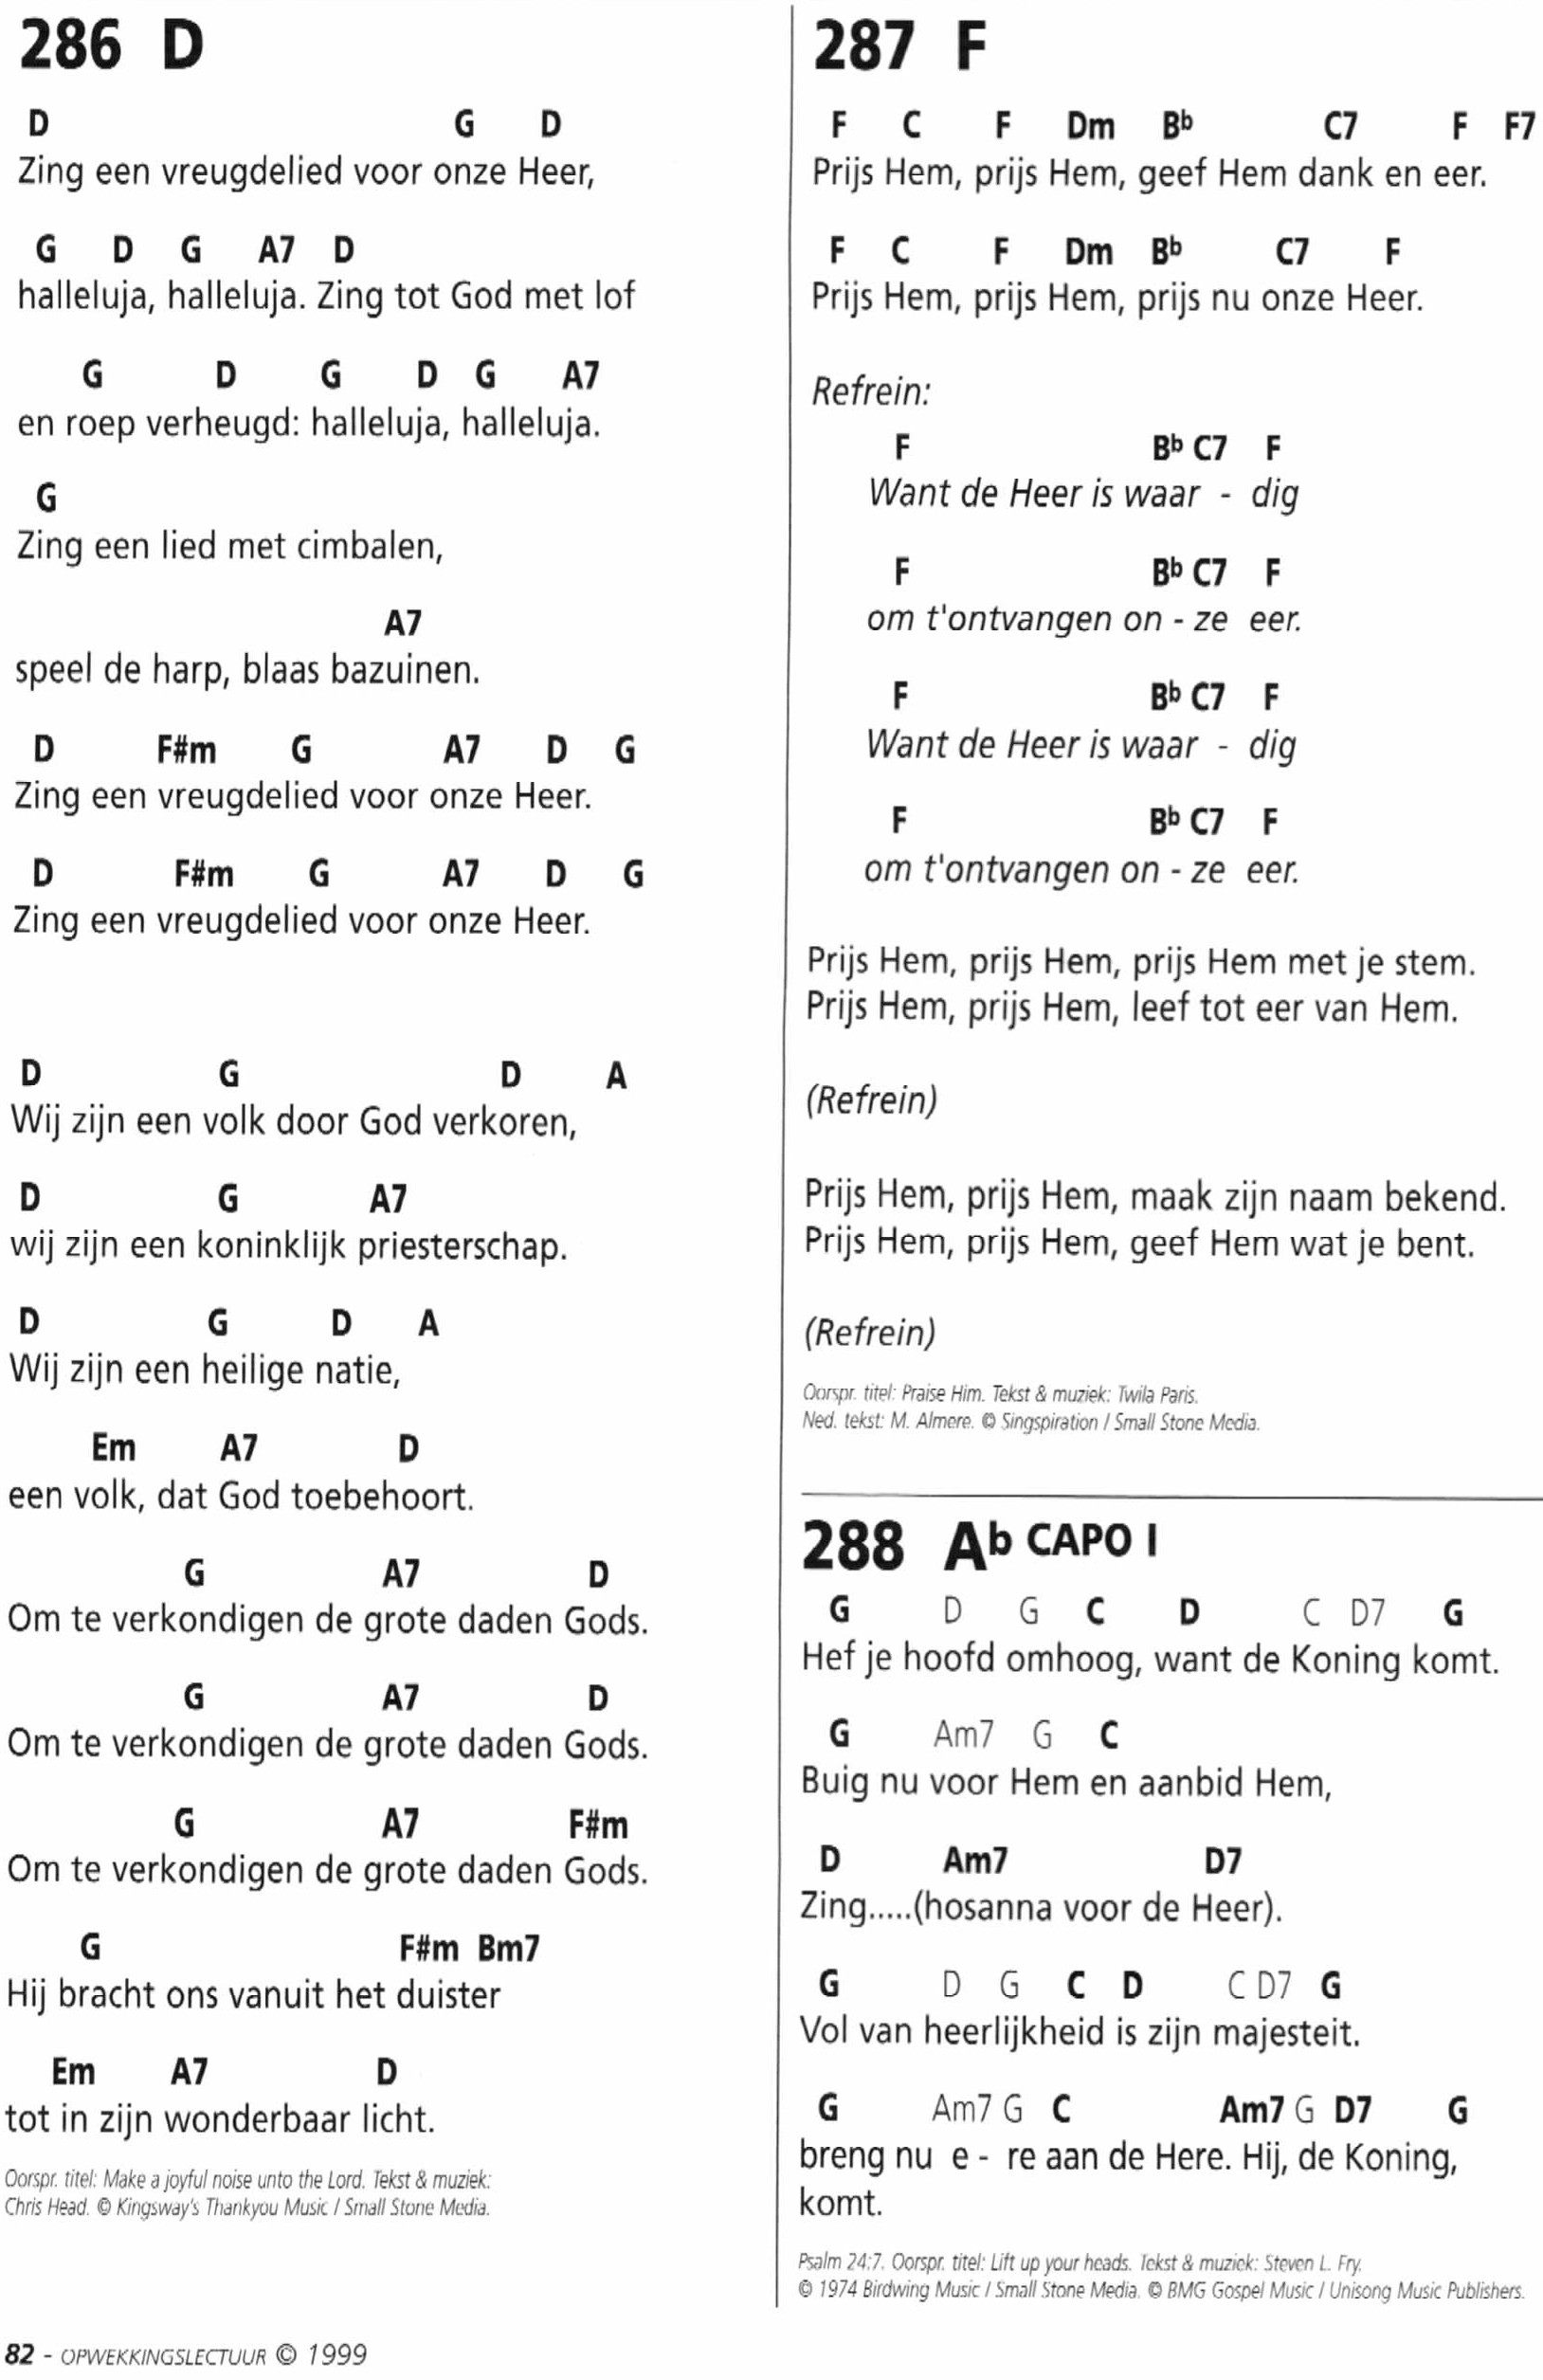 286 D
D G D
Zing een vreugdelied voor onze Heer,
G D G A7 D
halleluja, halleluja. Zing tot God met lof
G D G D G A7
en roep verheugd: halleluja, halleluja.
G
Zing een lied met cimbalen,
A7
speel de harp, blaas bazuinen.
D F#m G A7 D G
Zing een vreugdelied voor onze Heer.
D F#m G A7 D G
Zing een vreugdelied voor onze Heer.
D G D A
Wij zijn een volk door God verkoren,
D G A7
wij zijn een koninklijk priesterschap.
D G D A
Wij zijn een heilige natie,
Em A7 D
een volk, dat God toebehoort.
G A7 D
Om te verkondigen de grote daden Gods.
G A7 D
Om te verkondigen de grote daden Gods.
G A7 F#m
Om te verkondigen de grote daden Gods.
G F#m Bm7
Hij bracht ons vanuit het duister
Em A7 D
tot in zijn wonderbaar licht.
Oorspr. titel: Make a joyful noise unto the Lord. Tekst & muziek:
Chris Head. © Kingsway's Thankyou Music / Small Stone Media.
287 F
F C F Dm Bb C7 F F7
Prijs Hem, prijs Hem, geef Hem dank en eer.
F C F Dm Bb C7 F
Prijs Hem, prijs Hem, prijs nu onze Heer.
Refrein:
F Bb C7 F
Want de Heer is waar - dig
F Bb C7 F
om t'ontvangen on - ze eer.
F Bb C7 F
Want de Heer is waar - dig
F Bb C7 F
om t'ontvangen on - ze eer.
Prijs Hem, prijs Hem, prijs Hem met je stem.
Prijs Hem, prijs Hem, leef tot eer van Hem.
(Refrein)
Prijs Hem, prijs Hem, maak zijn naam bekend.
Prijs Hem, prijs Hem, geef Hem wat je bent.
(Refrein)
Oorspr. titel: Praise Him. Tekst & muziek: Twila Paris.
Ned. tekst: M. Almere. © Singspiration / Small Stone Media.
288 Ab CAPO I
G D G C D C D7 G
Hef je hoofd omhoog, want de Koning komt.
G Am7 G C
Buig nu voor Hem en aanbid Hem,
D Am7 D7
Zing.....(hosanna voor de Heer).
G D G C D C D7 G
Vol van heerlijkheid is zijn majesteit.
G Am7 G C Am7 G D7 G
breng nu e - re aan de Here. Hij, de Koning,
komt.
Psalm 24:7. Oorspr. titel: Lift up your heads. Tekst & muziek: Steven L. Fry.
© 1974 Birdwing Music / Small Stone Media. © BMG Gospel Music / Unisong Music Publishers.
82 - OPWEKKINGSLECTUUR © 1999